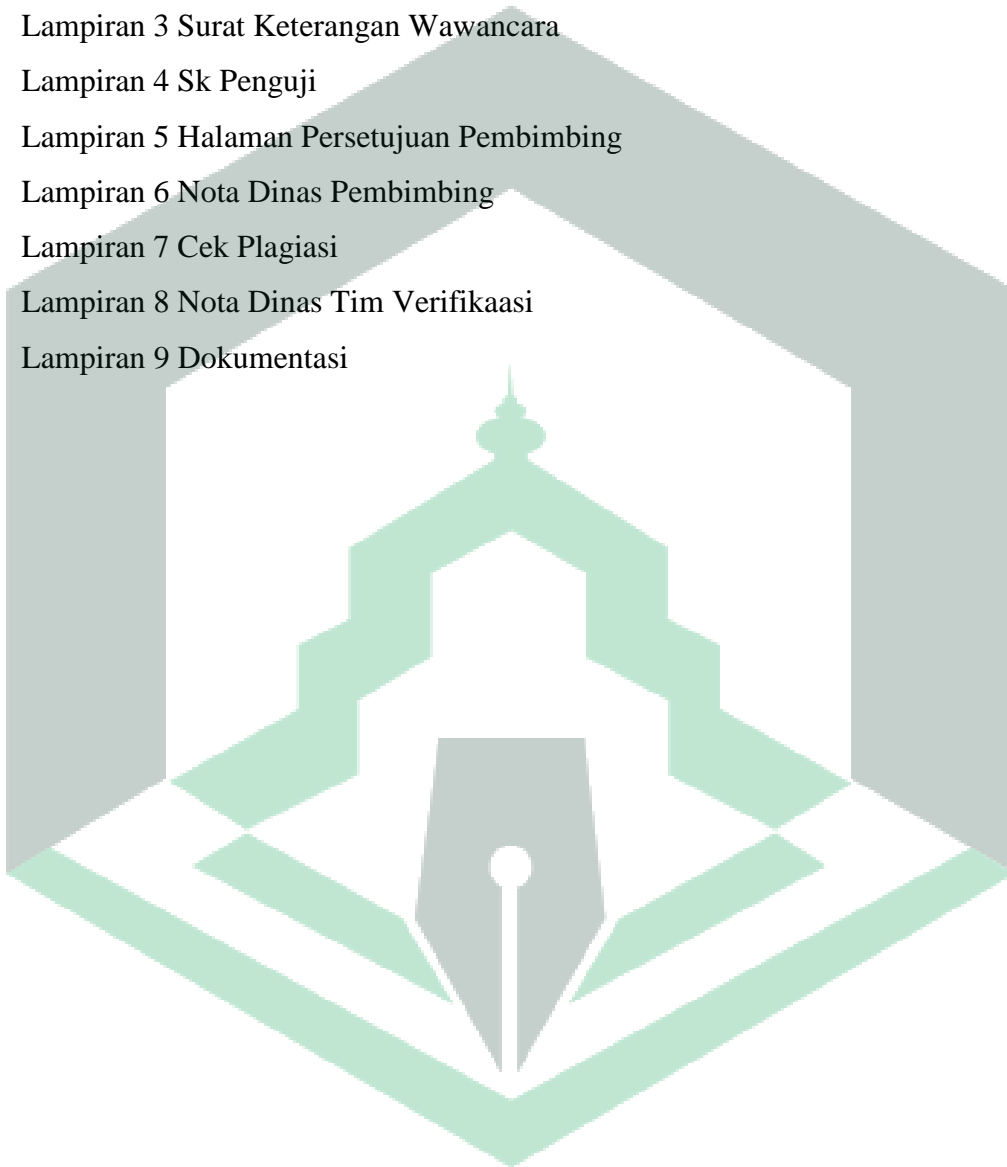 Lampiran 3 Surat Keterangan Wawancara
Lampiran 4 Sk Penguji
Lampiran 5 Halaman Persetujuan Pembimbing
Lampiran 6 Nota Dinas Pembimbing
Lampiran 7 Cek Plagiasi
Lampiran 8 Nota Dinas Tim Verifikaasi
Lampiran 9 Dokumentasi